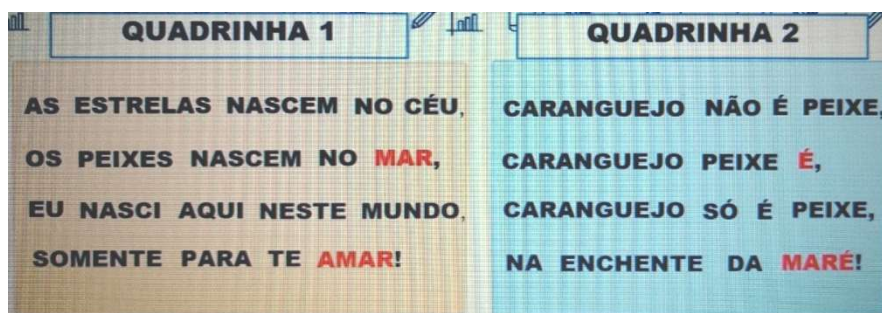 QUADRINHA 1
AS ESTRELAS NASCEM NO CÉU,
OS PEIXES NASCEM NO MAR,
EU NASCI AQUI NESTE MUNDO,
SOMENTE PARA TE AMAR!
QUADRINHA 2
CARANGUEJO NÃO É PEIXE,
CARANGUEJO PEIXE É,
CARANGUEJO SÓ É PEIXE,
NA ENCHENTE DA MARÉ!